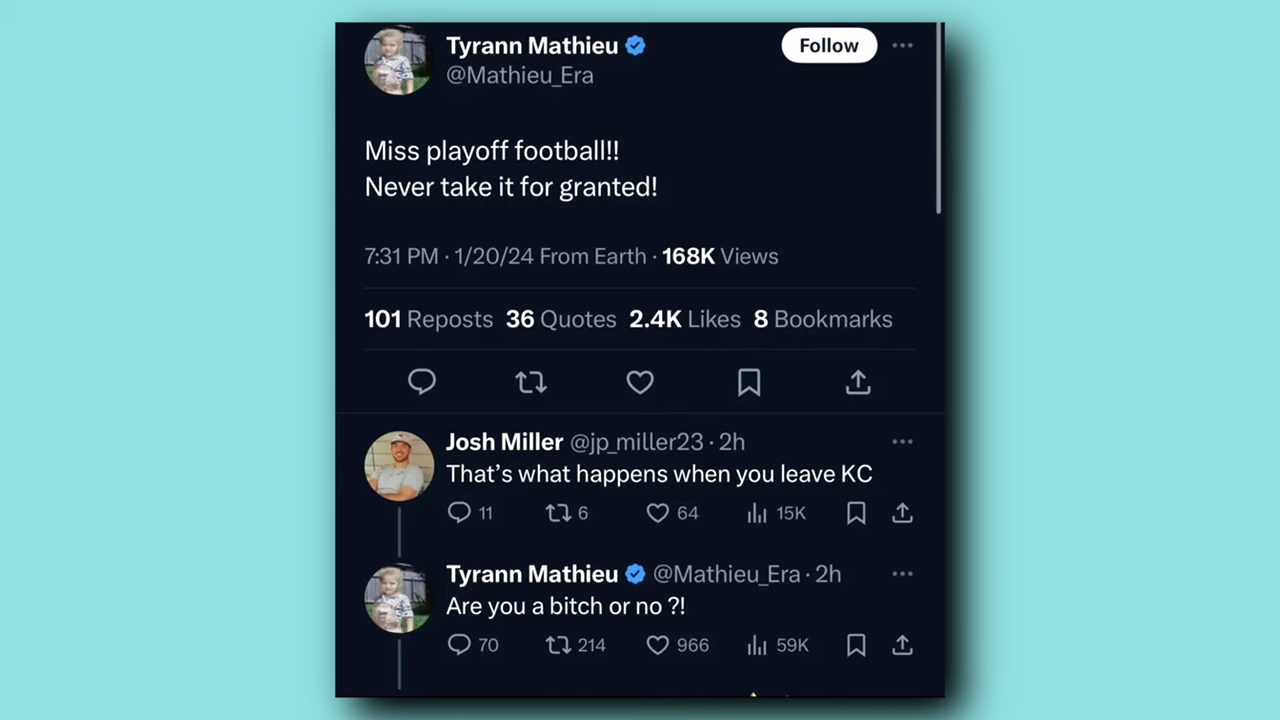 Tyrann Mathieu
Follow
@Mathieu_Era
Miss playoff football!!
Never take it for granted!
7:31 PM · 1/20/24 From Earth · 168K Views
101 Reposts 36 Quotes 2.4K Likes 8 Bookmarks
Josh Miller @jp_miller23 · 2h
That’s what happens when you leave KC
11 6 64 15K
Tyrann Mathieu @Mathieu_Era · 2h
Are you a bitch or no ?!
70 214 966 59K